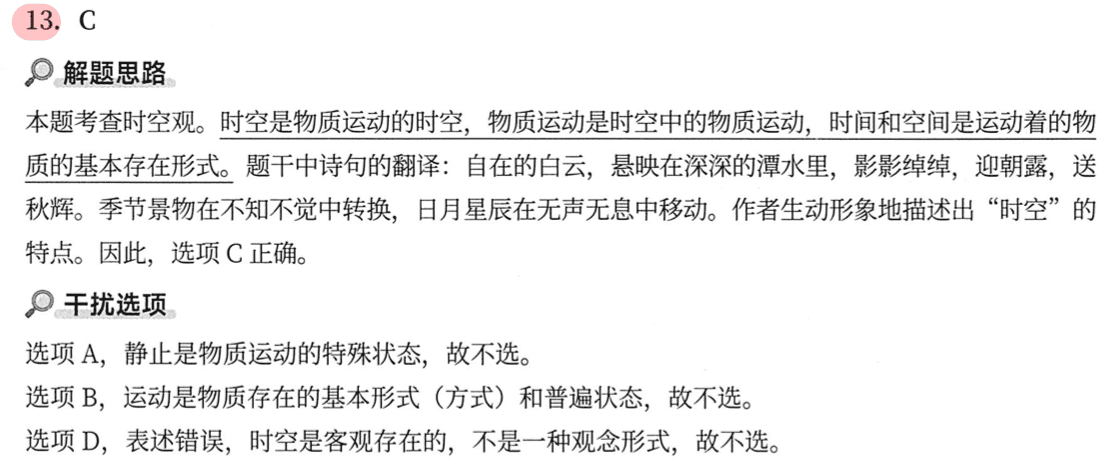 13. C
解题思路
本题考查时空观。时空是物质运动的时空，物质运动是时空中的物质运动，时间和空间是运动着的物
质的基本存在形式。题干中诗句的翻译：自在的白云，悬映在深深的潭水里，影影绰绰，迎朝露，送
秋辉。季节景物在不知不觉中转换，日月星辰在无声无息中移动。作者生动形象地描述出“时空”的
特点。因此，选项 C 正确。
干扰选项
选项 A，静止是物质运动的特殊状态，故不选。
选项 B，运动是物质存在的基本形式（方式）和普遍状态，故不选。
选项 D，表述错误，时空是客观存在的，不是一种观念形式，故不选。